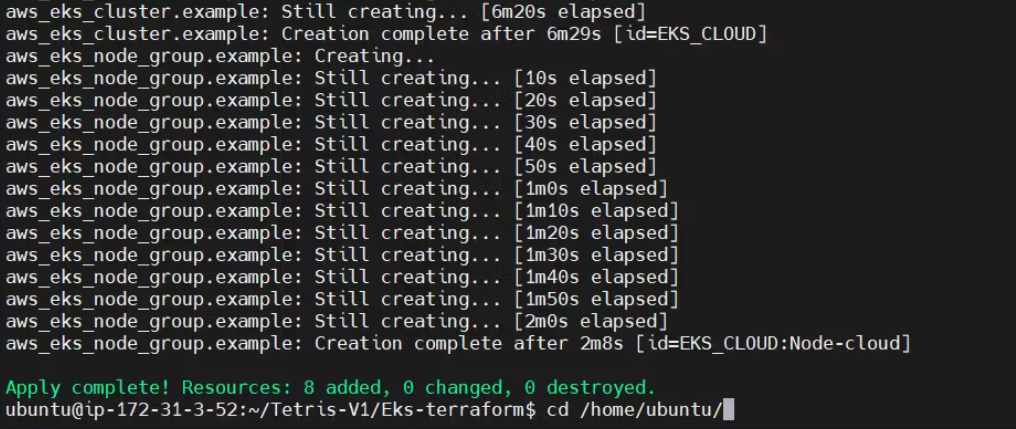 aws_eks_cluster.example: Still creating... [6m20s elapsed]
aws_eks_cluster.example: Creation complete after 6m29s [id=EKS_CLOUD]
aws_eks_node_group.example: Creating...
aws_eks_node_group.example: Still creating... [10s elapsed]
aws_eks_node_group.example: Still creating... [20s elapsed]
aws_eks_node_group.example: Still creating... [30s elapsed]
aws_eks_node_group.example: Still creating... [40s elapsed]
aws_eks_node_group.example: Still creating... [50s elapsed]
aws_eks_node_group.example: Still creating... [1m0s elapsed]
aws_eks_node_group.example: Still creating... [1m10s elapsed]
aws_eks_node_group.example: Still creating... [1m20s elapsed]
aws_eks_node_group.example: Still creating... [1m30s elapsed]
aws_eks_node_group.example: Still creating... [1m40s elapsed]
aws_eks_node_group.example: Still creating... [1m50s elapsed]
aws_eks_node_group.example: Still creating... [2m0s elapsed]
aws_eks_node_group.example: Creation complete after 2m8s [id=EKS_CLOUD:Node-cloud]
Apply complete! Resources: 8 added, 0 changed, 0 destroyed.
ubuntu@ip-172-31-3-52:~/Tetris-V1/Eks-terraform$ cd /home/ubuntu/